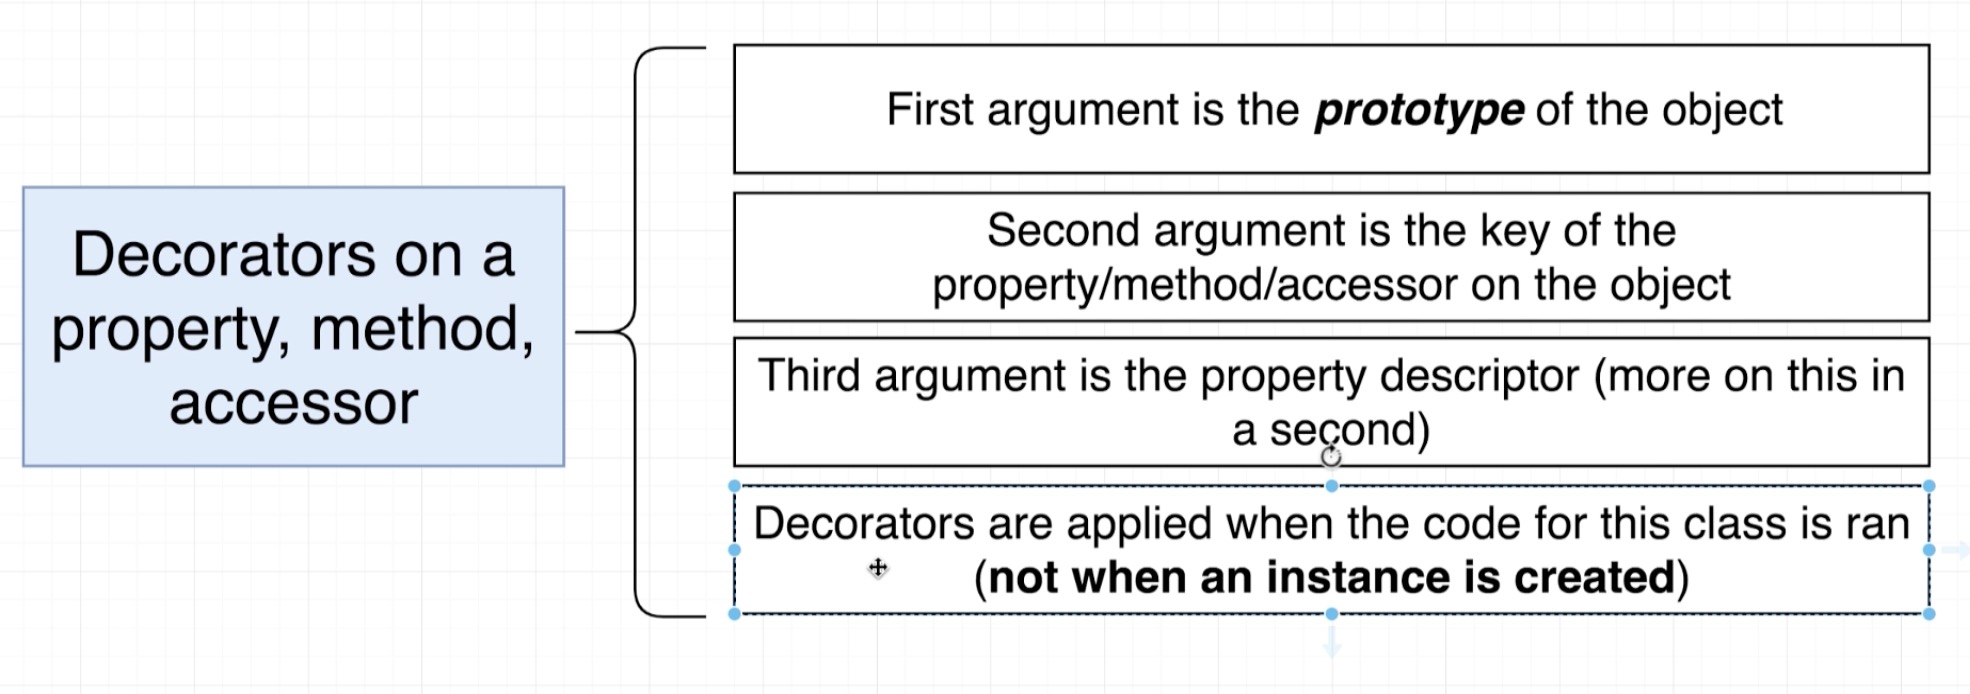 Decorators on a
property, method,
accessor
First argument is the prototype of the object
Second argument is the key of the
property/method/accessor on the object
Third argument is the property descriptor (more on this in
a second)
Decorators are applied when the code for this class is ran
(not when an instance is created)